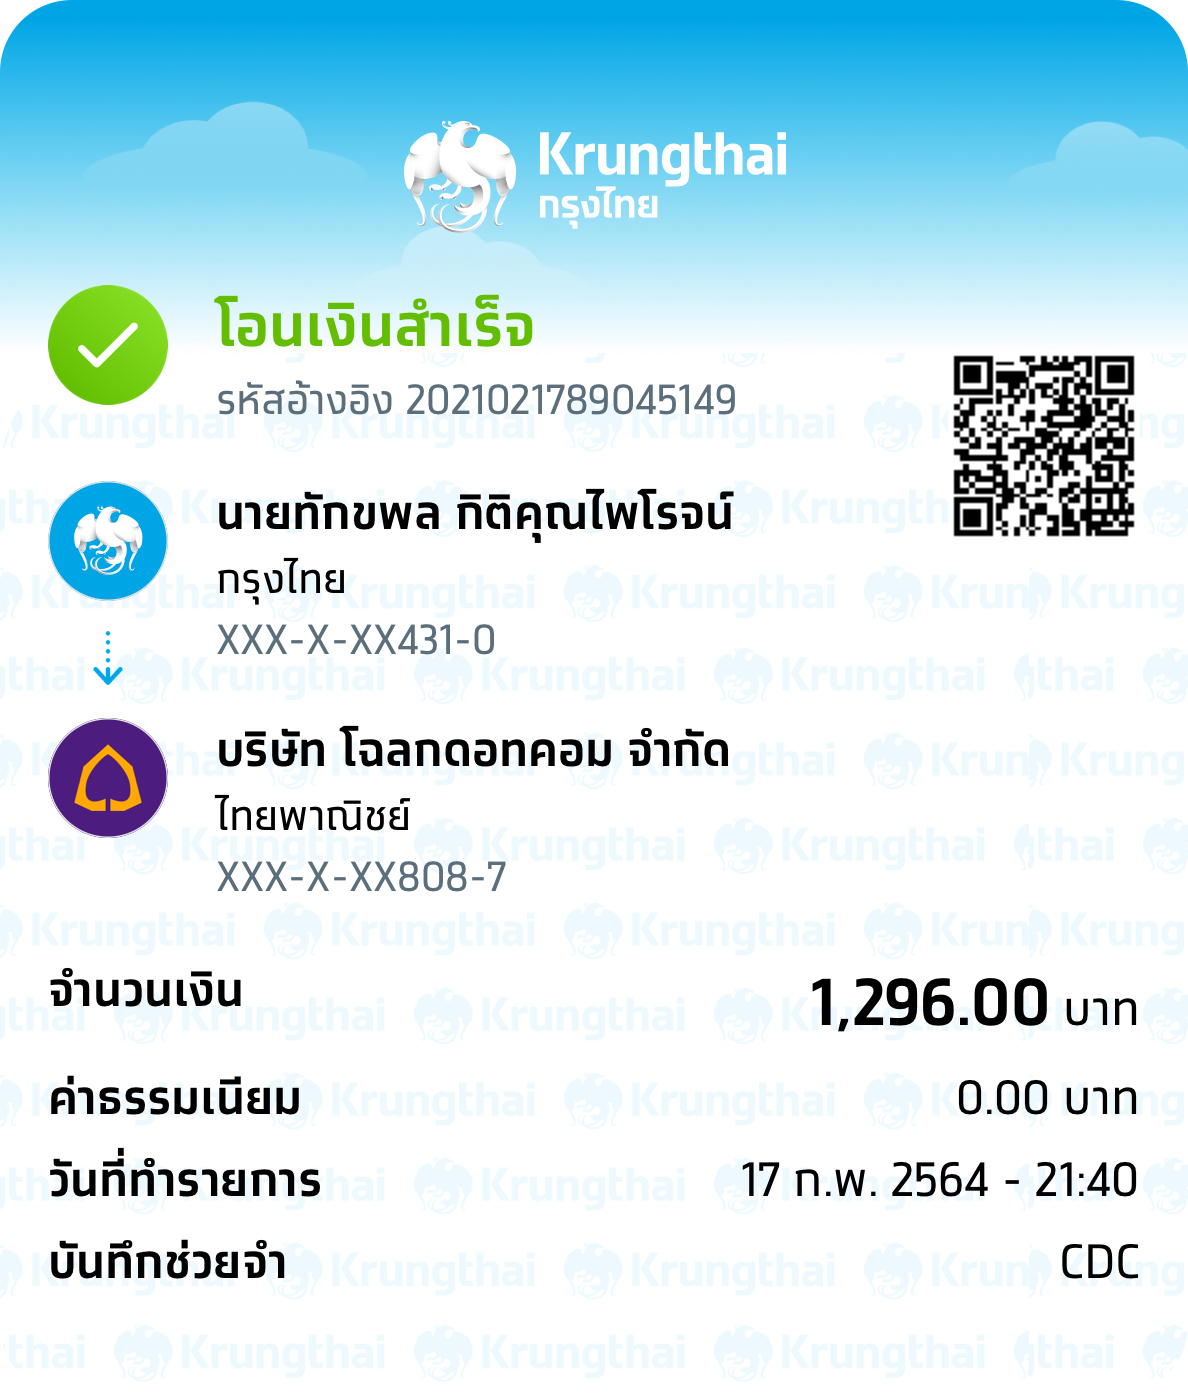 Krungthai
กรุงไทย
โอนเงินสำเร็จ
รหัสอ้างอิง 2021021789045149
นายทักขพล กิติคุณไพโรจน์
กรุงไทย
XXX-X-XX431-0
บริษัท โฉลกดอทคอม จำกัด
ไทยพาณิชย์
XXX-X-XX808-7
จำนวนเงิน 1,296.00 บาท
ค่าธรรมเนียม 0.00 บาท
วันที่ทำรายการ 17 ก.พ. 2564 - 21:40
บันทึกช่วยจำ CDC